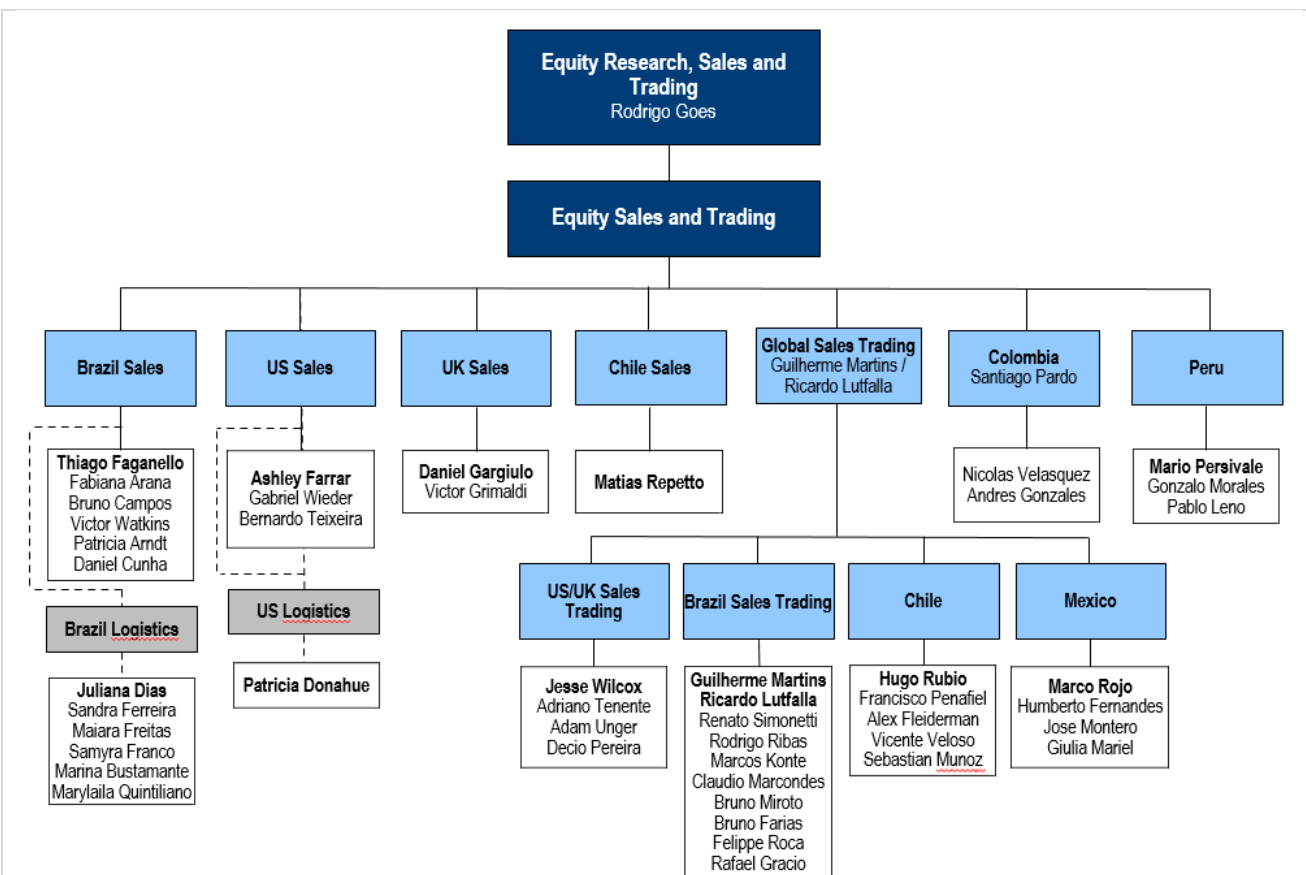 Equity Research, Sales and
Trading
Rodrigo Goes
Equity Sales and Trading
Brazil Sales
US Sales
UK Sales
Chile Sales
Global Sales Trading
Guilherme Martins /
Ricardo Lutfalla
Colombia
Santiago Pardo
Peru
Thiago Faganello
Fabiana Arana
Bruno Campos
Victor Watkins
Patricia Arndt
Daniel Cunha
Ashley Farrar
Gabriel Wieder
Bernardo Teixeira
Daniel Gargiulo
Victor Grimaldi
Matias Repetto
Nicolas Velasquez
Andres Gonzales
Mario Persivale
Gonzalo Morales
Pablo Leno
Brazil Logistics
US Logistics
US/UK Sales
Trading
Brazil Sales Trading
Chile
Mexico
Juliana Dias
Sandra Ferreira
Maiara Freitas
Samyra Franco
Marina Bustamante
Marylaila Quintiliano
Patricia Donahue
Jesse Wilcox
Adriano Tenente
Adam Unger
Decio Pereira
Guilherme Martins
Ricardo Lutfalla
Renato Simonetti
Rodrigo Ribas
Marcos Konte
Claudio Marcondes
Bruno Miroto
Bruno Farias
Felippe Roca
Rafael Gracio
Hugo Rubio
Francisco Penafiel
Alex Fleiderman
Vicente Veloso
Sebastian Munoz
Marco Rojo
Humberto Fernandes
Jose Montero
Giulia Mariel